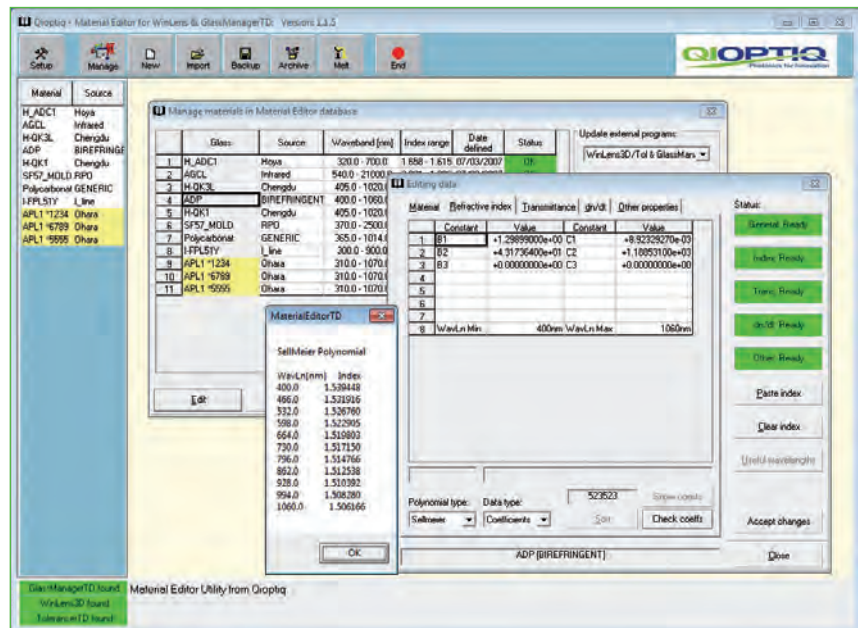 Qioptiq - Material Editor for WinLens & GlassManagerTD: Version: 1.1.5
Setup Manage New Import Backup Archive Melt End
QIOPTIQ
Photonics for Innovation
Material Source
H_ADC1 Hoya
AGCL Infrared
H-QK3L Chengdu
ADP BIREFRINGE
H-QK1 Chengdu
SF57_MOLD RPO
Polycarbonat GENERIC
I-FPL51Y I_line
APL1 *1234 Ohara
APL1 *6789 Ohara
APL1 *5555 Ohara
Manage materials in Material Editor database
Glass Source Waveband [nm] Index range Date defined Status
1 H_ADC1 Hoya 320.0 - 700.0 1.688 - 1.615 07/03/2007 OK
2 AGCL Infrared 540.0 - 21000.0
3 H-QK3L Chengdu 405.0 - 1020.
4 ADP BIREFRINGENT 400.0 - 1060.
5 H-QK1 Chengdu 405.0 - 1020.
6 SF57_MOLD RPO 370.0 - 2500.
7 Polycarbonat GENERIC 365.0 - 1014.
8 I-FPL51Y I_line 300.0 - 900.0
9 APL1 *1234 Ohara 310.0 - 1070.
10 APL1 *6789 Ohara 310.0 - 1070.
11 APL1 *5555 Ohara 310.0 - 1070.
Edit
Update external programs:
WinLens3D/Tol & GlassMan
Editing data
Material Refractive index Transmittance dn/dt Other properties
Constant Value Constant Value
1 B1 +1.29899000e+00 C1 +8.92329270e-03
2 B2 +4.31736400e+01 C2 +1.18853100e+03
3 B3 +0.00000000e+00 C3 +0.00000000e+00
4
5
6
7
8 WavLn Min 400nm WavLn Max 1060nm
Status:
General: Ready
Index: Ready
Trans: Ready
dn/dt: Ready
Other: Ready
Paste index
Clear index
Useful wavelengths
Polynomial type: Data type: 523523 Show consts
Sellmeier Coefficients Sort Check coeffs
Accept changes
ADP [BIREFRINGENT]
Close
MaterialEditorTD
SellMeier Polynomial
WavLn[nm] Index
400.0 1.539448
466.0 1.531916
532.0 1.526760
598.0 1.522905
664.0 1.519803
730.0 1.517150
796.0 1.514766
862.0 1.512538
928.0 1.510392
994.0 1.508280
1060.0 1.506166
OK
GlassManagerTD found
WinLens3D found
TolerancerTD found
Material Editor Utility from Qioptiq